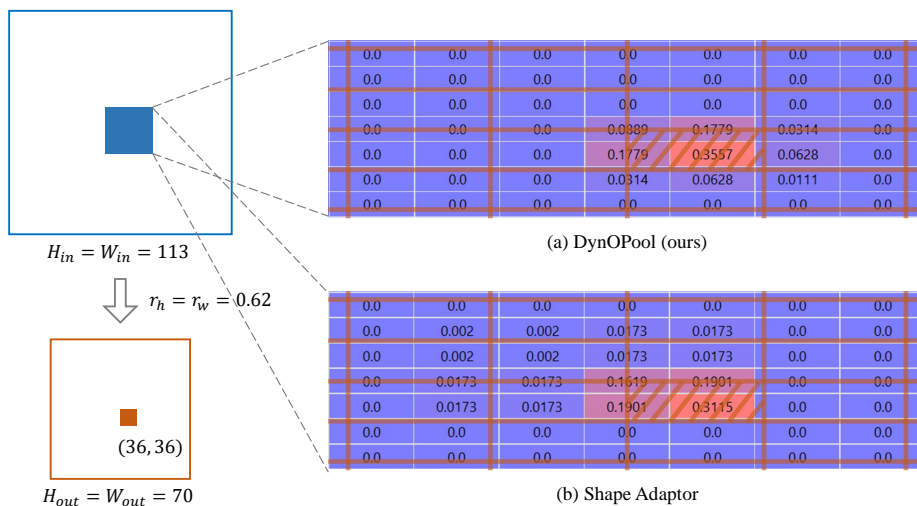 0.0 0.0 0.0 0.0 0.0 0.0 0.0
0.0 0.0 0.0 0.0 0.0 0.0 0.0
0.0 0.0 0.0 0.0 0.0 0.0 0.0
0.0 0.0 0.0 0.0889 0.1779 0.0314 0.0
0.0 0.0 0.0 0.1779 0.3557 0.0628 0.0
0.0 0.0 0.0 0.0314 0.0628 0.0111 0.0
0.0 0.0 0.0 0.0 0.0 0.0 0.0
(a) DynOPool (ours)
H_in = W_in = 113
r_h = r_w = 0.62
0.0 0.0 0.0 0.0 0.0 0.0 0.0
0.0 0.002 0.002 0.0173 0.0173 0.0 0.0
0.0 0.002 0.002 0.0173 0.0173 0.0 0.0
0.0 0.0173 0.0173 0.1619 0.1901 0.0 0.0
0.0 0.0173 0.0173 0.1901 0.3115 0.0 0.0
0.0 0.0 0.0 0.0 0.0 0.0 0.0
0.0 0.0 0.0 0.0 0.0 0.0 0.0
(36, 36)
H_out = W_out = 70
(b) Shape Adaptor